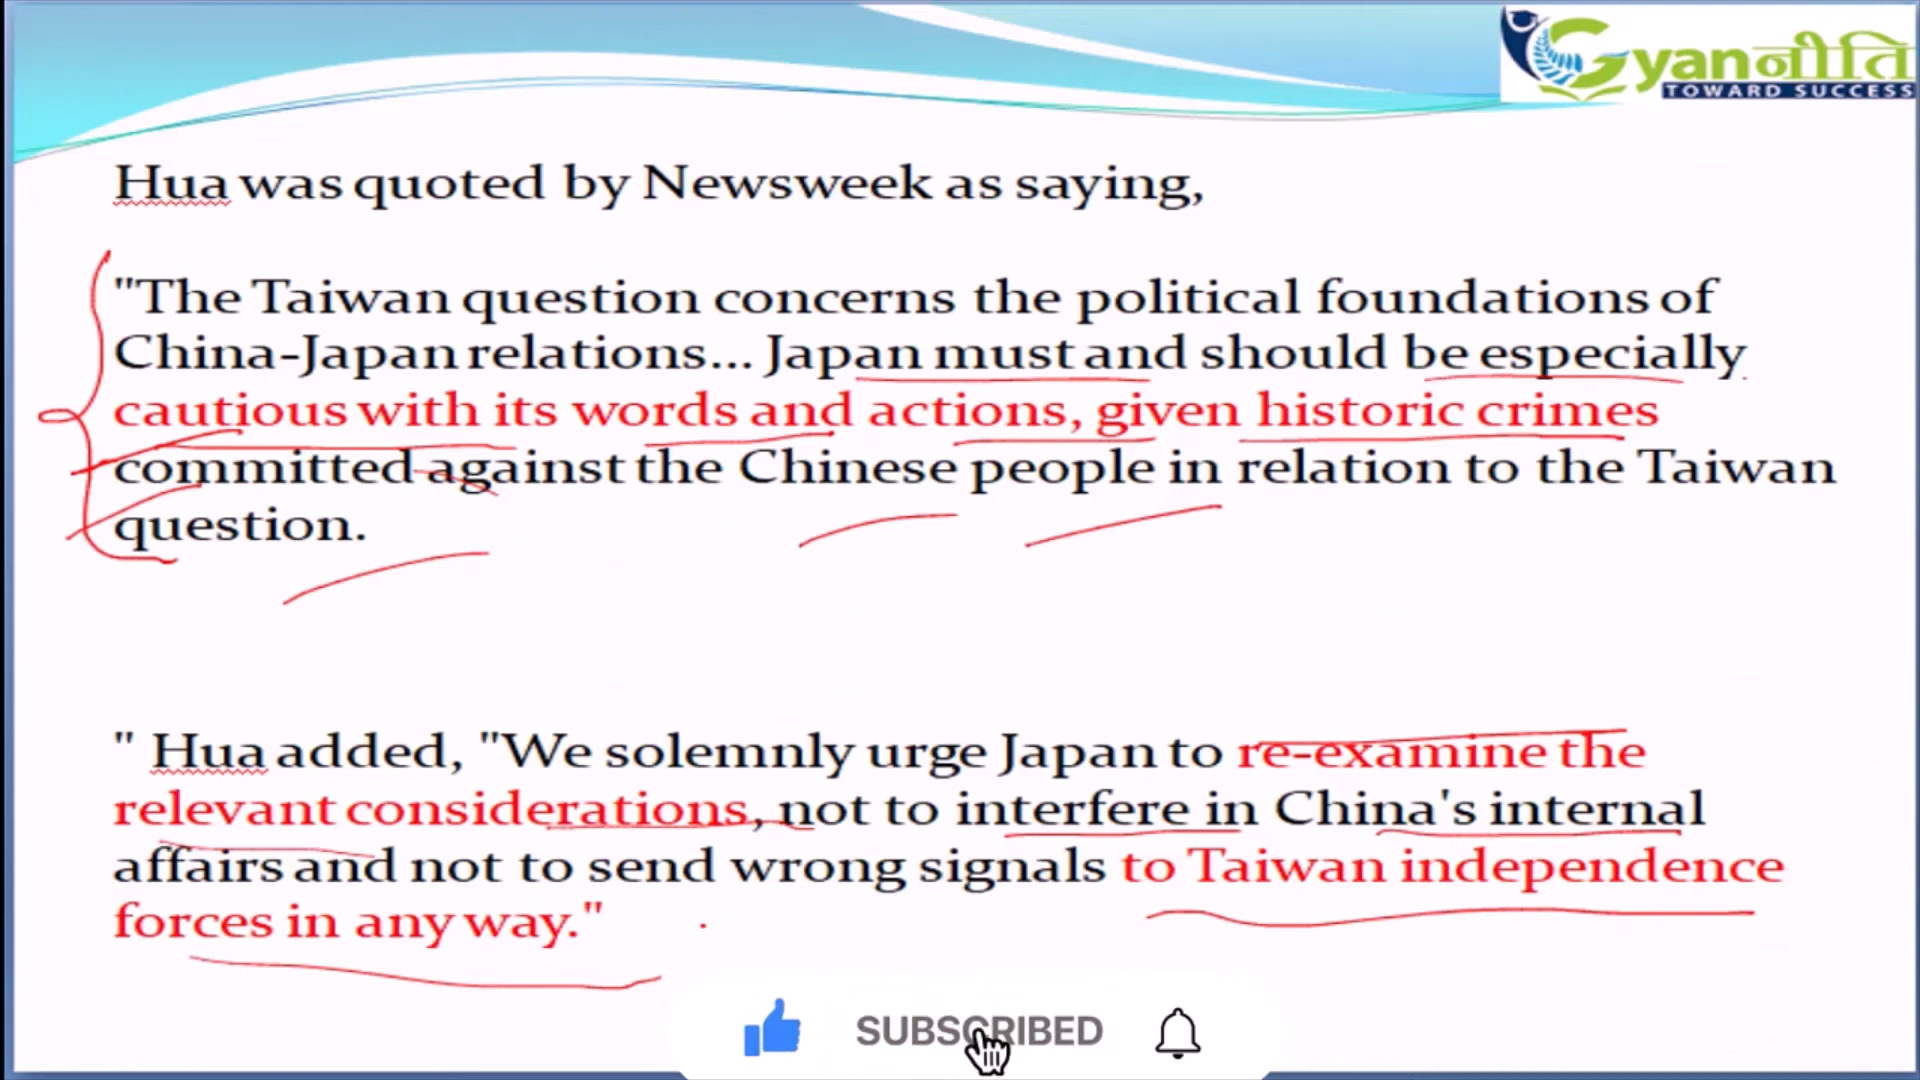 Gyanनीति
TOWARD SUCCESS
Hua was quoted by Newsweek as saying,
"The Taiwan question concerns the political foundations of
China-Japan relations... Japan must and should be especially
cautious with its words and actions, given historic crimes
committed against the Chinese people in relation to the Taiwan
question.
" Hua added, "We solemnly urge Japan to re-examine the
relevant considerations, not to interfere in China's internal
affairs and not to send wrong signals to Taiwan independence
forces in any way."
SUBSCRIBED